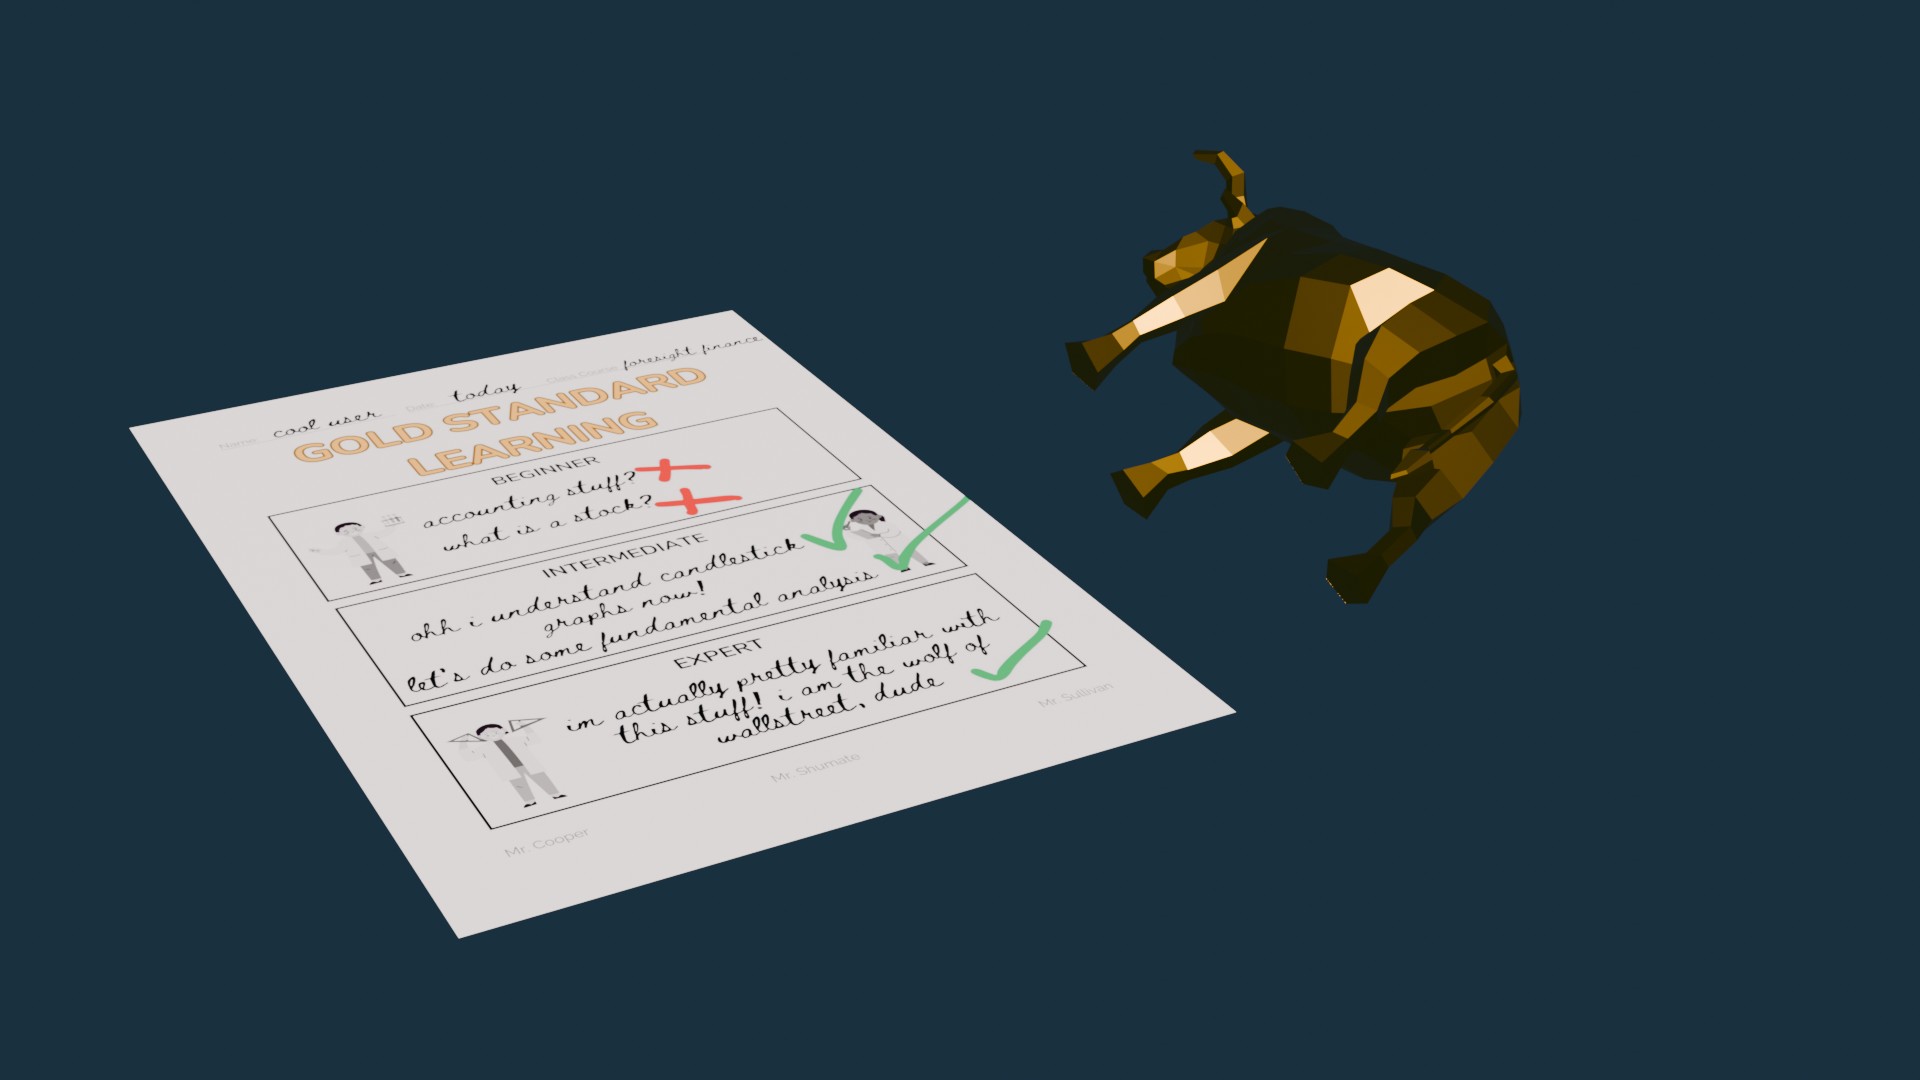 Name: cool user Date: today Class/Course: foresight finance
GOLD STANDARD
LEARNING
BEGINNER
accounting stuff?
what is a stock?
INTERMEDIATE
ohh i understand candlestick
graphs now!
let's do some fundamental analysis
EXPERT
im actually pretty familiar with
this stuff! i am the wolf of
wallstreet, dude
Mr. Cooper Mr. Shumate Mr. Sullivan